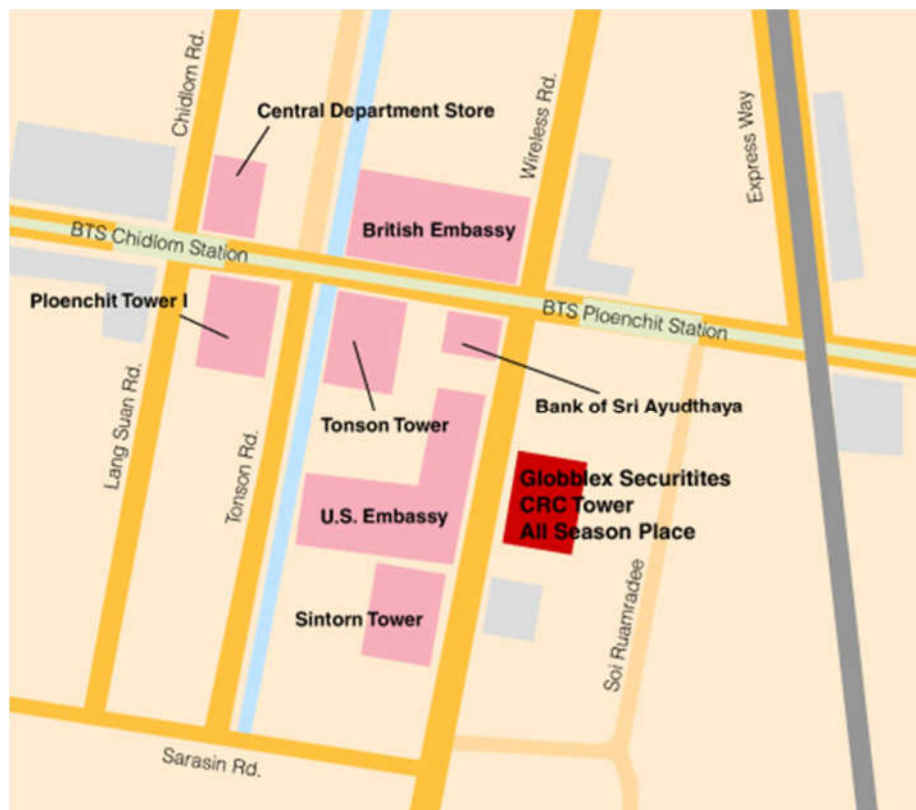 Chidlom Rd.
Central Department Store
Wireless Rd.
Express Way
British Embassy
BTS Chidlom Station
Ploenchit Tower I
BTS Ploenchit Station
Bank of Sri Ayudthaya
Tonson Tower
Lang Suan Rd.
Tonson Rd.
Globblex Securitites
CRC Tower
All Season Place
U.S. Embassy
Sintorn Tower
Soi Ruamradee
Sarasin Rd.